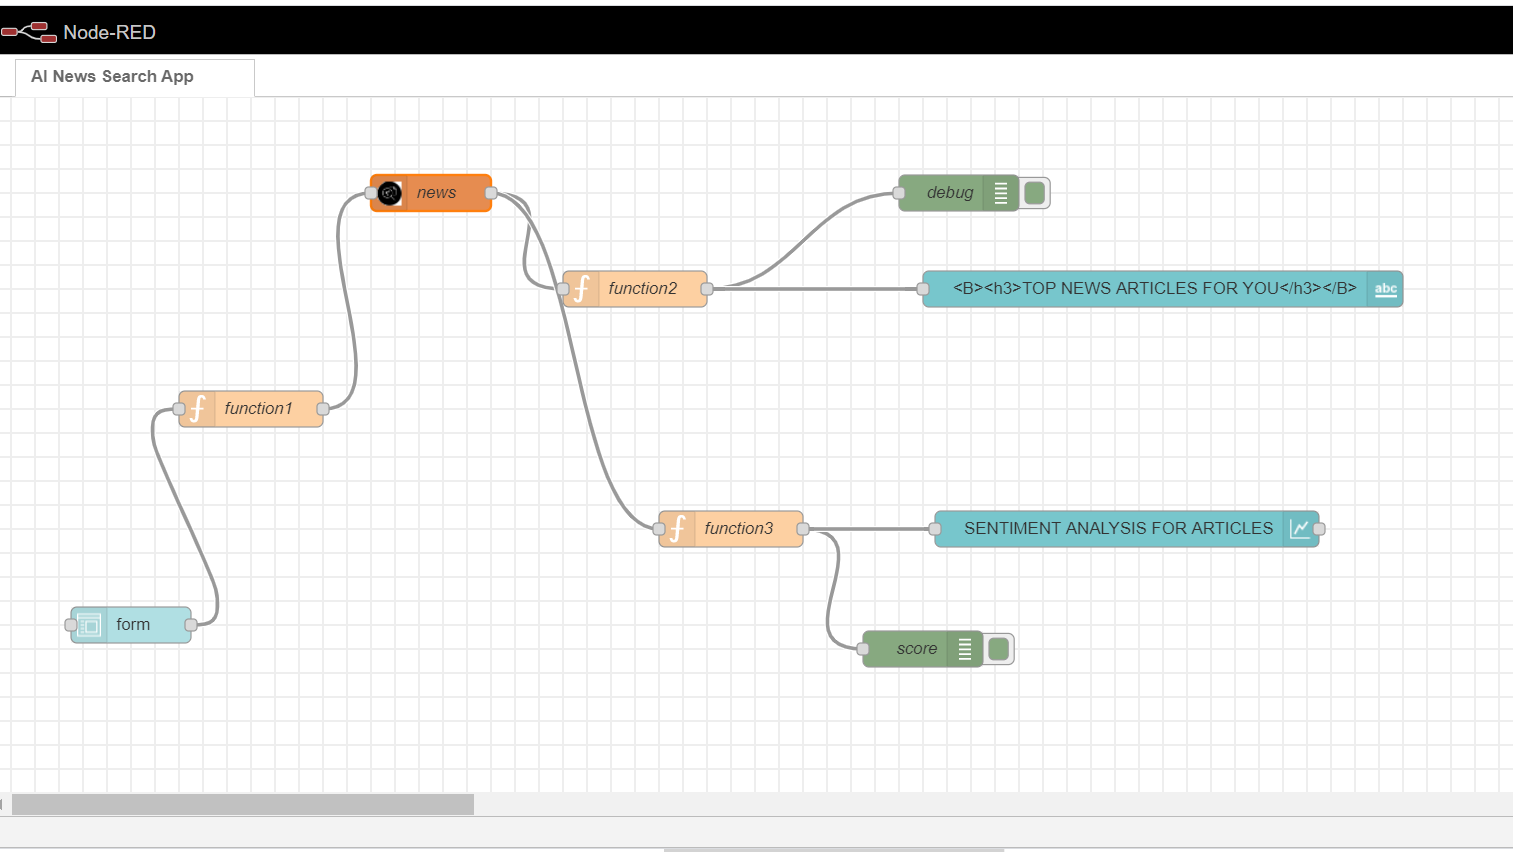 Node-RED
AI News Search App
news
debug
function2
<B><h3>TOP NEWS ARTICLES FOR YOU</h3></B>
abc
function1
function3
SENTIMENT ANALYSIS FOR ARTICLES
form
score